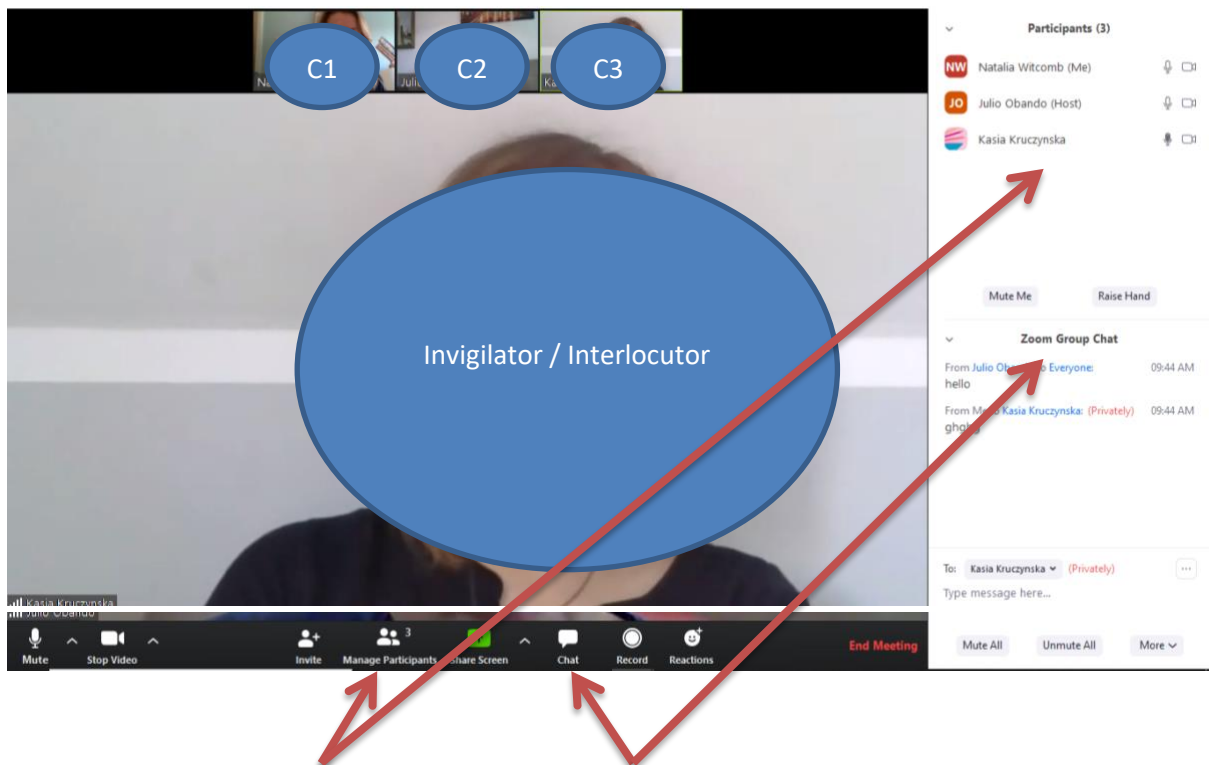 C1
C2
C3
Invigilator / Interlocutor
Kasia Kruczynska
Julio Obando
Mute
Stop Video
Invite
3
Manage Participants
Share Screen
Chat
Record
Reactions
End Meeting
Participants (3)
NW Natalia Witcomb (Me)
JO Julio Obando (Host)
Kasia Kruczynska
Mute Me Raise Hand
Zoom Group Chat
From Julio Everyone: 09:44 AM
hello
From Kasia Kruczynska: (Privately) 09:44 AM
To: Kasia Kruczynska (Privately)
Type message here...
Mute All Unmute All More